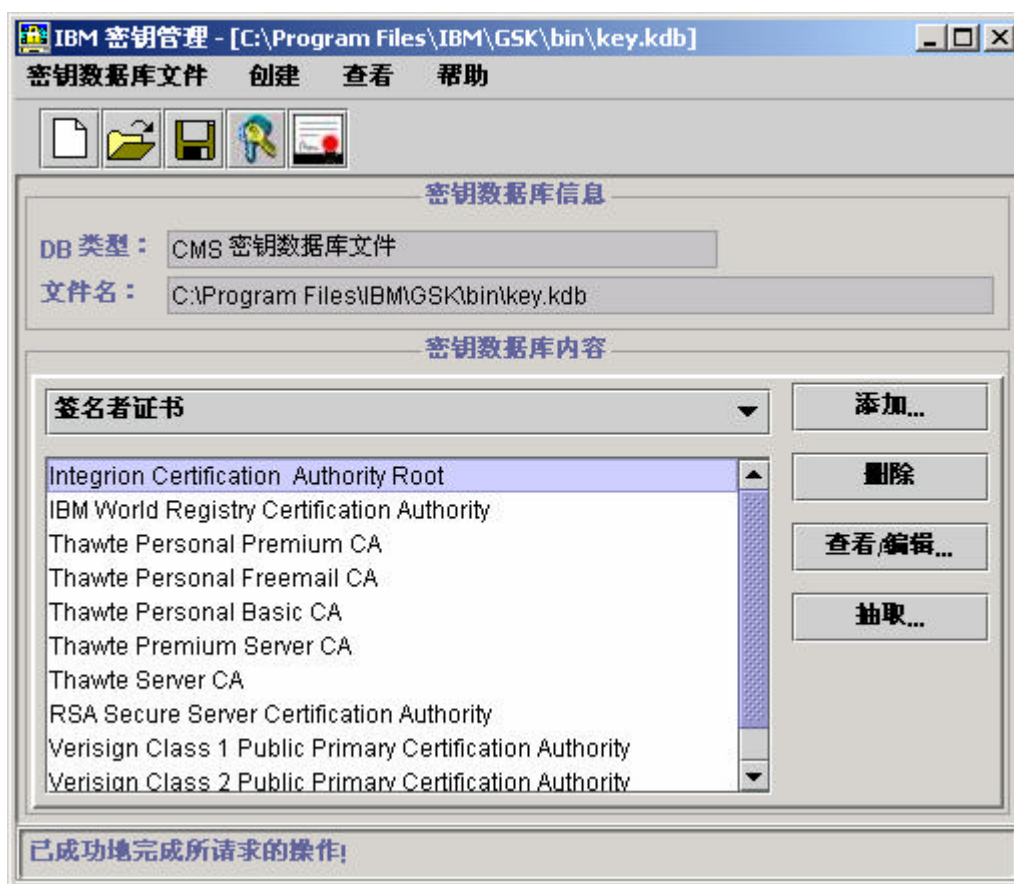 IBM 密钥管理 - [C:\Program Files\IBM\GSK\bin\key.kdb]
密钥数据库文件 创建 查看 帮助
密钥数据库信息
DB 类型： CMS 密钥数据库文件
文件名： C:\Program Files\IBM\GSK\bin\key.kdb
密钥数据库内容
签名者证书
添加...
Integrion Certification Authority Root
删除
IBM World Registry Certification Authority
Thawte Personal Premium CA
查看/编辑...
Thawte Personal Freemail CA
Thawte Personal Basic CA
抽取...
Thawte Premium Server CA
Thawte Server CA
RSA Secure Server Certification Authority
Verisign Class 1 Public Primary Certification Authority
Verisign Class 2 Public Primary Certification Authority
已成功地完成所请求的操作!